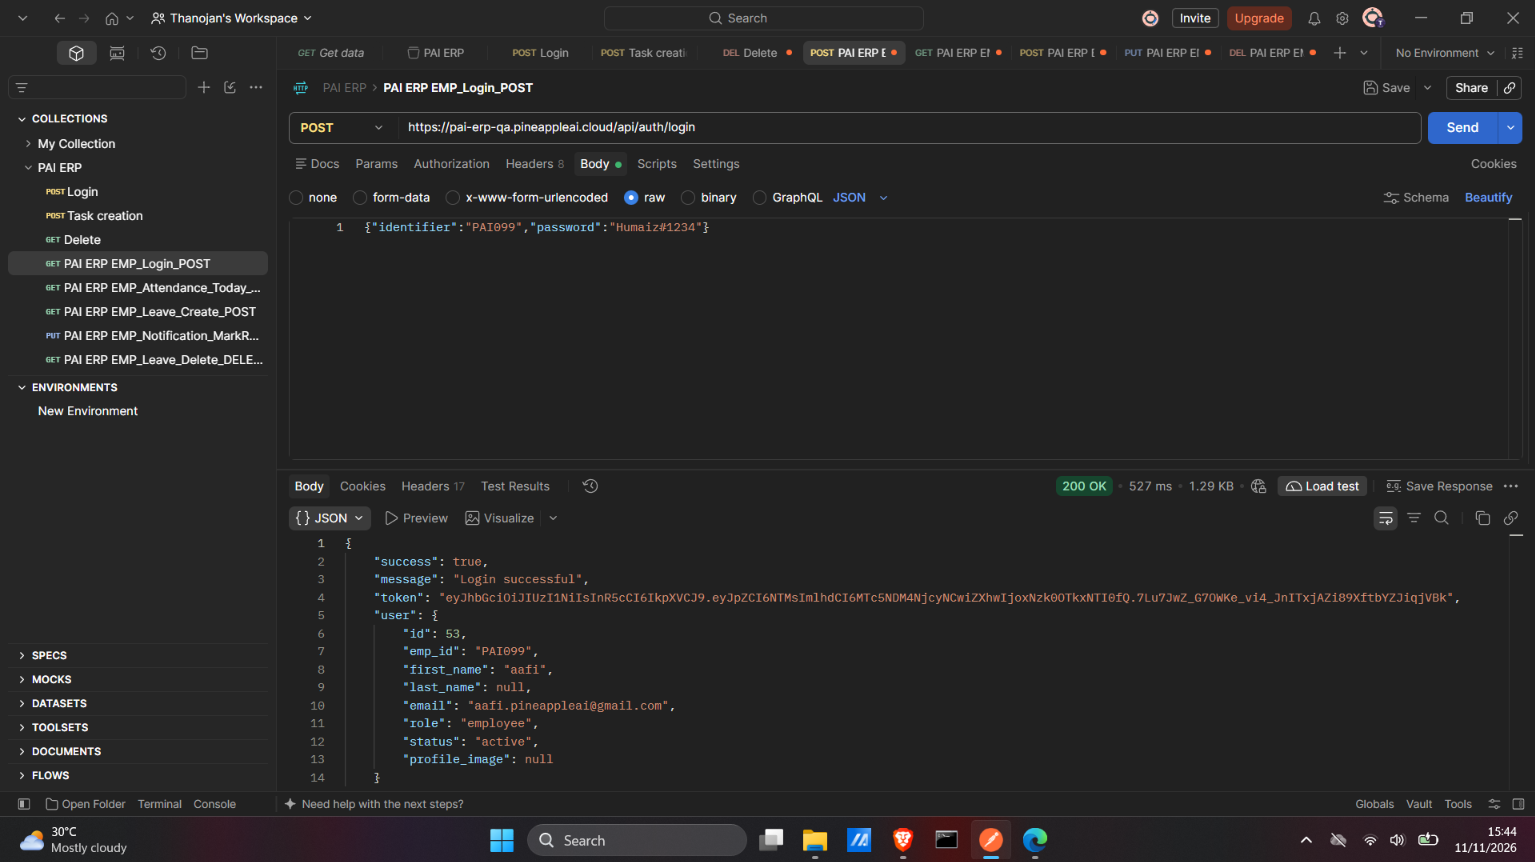 Thanojan's Workspace
Search
Invite
Upgrade
GET Get data
PAI ERP
POST Login
POST Task creati
DEL Delete
POST PAI ERP E
GET PAI ERP EM
POST PAI ERP E
PUT PAI ERP EM
DEL PAI ERP EM
No Environment
PAI ERP > PAI ERP EMP_Login_POST
Save
Share
POST
https://pai-erp-qa.pineappleai.cloud/api/auth/login
Send
Docs
Params
Authorization
Headers 8
Body
Scripts
Settings
Cookies
none
form-data
x-www-form-urlencoded
raw
binary
GraphQL
JSON
Schema
Beautify
1 {"identifier":"PAI099","password":"Humaiz#1234"}
COLLECTIONS
My Collection
PAI ERP
POST Login
POST Task creation
GET Delete
GET PAI ERP EMP_Login_POST
GET PAI ERP EMP_Attendance_Today_...
GET PAI ERP EMP_Leave_Create_POST
PUT PAI ERP EMP_Notification_MarkR...
GET PAI ERP EMP_Leave_Delete_DELE...
ENVIRONMENTS
New Environment
SPECS
MOCKS
DATASETS
TOOLSETS
DOCUMENTS
FLOWS
Body
Cookies
Headers 17
Test Results
200 OK
527 ms
1.29 KB
Load test
e.g. Save Response
{} JSON
Preview
Visualize
1 {
2 "success": true,
3 "message": "Login successful",
4 "token": "eyJhbGciOiJIUzI1NiIsInR5cCI6IkpXVCJ9.eyJpZCI6NTMsImlhdCI6MTc5NDM4NjcyNCwiZXhwIjoxNzk0OTkxNTI0fQ.7Lu7JwZ_G7OWKe_vi4_JnITxjAZi89XftbYZJiqjVBk",
5 "user": {
6 "id": 53,
7 "emp_id": "PAI099",
8 "first_name": "aafi",
9 "last_name": null,
10 "email": "aafi.pineappleai@gmail.com",
11 "role": "employee",
12 "status": "active",
13 "profile_image": null
14 }
Open Folder
Terminal
Console
Need help with the next steps?
Globals
Vault
Tools
30°C
Mostly cloudy
Search
15:44
11/11/2026